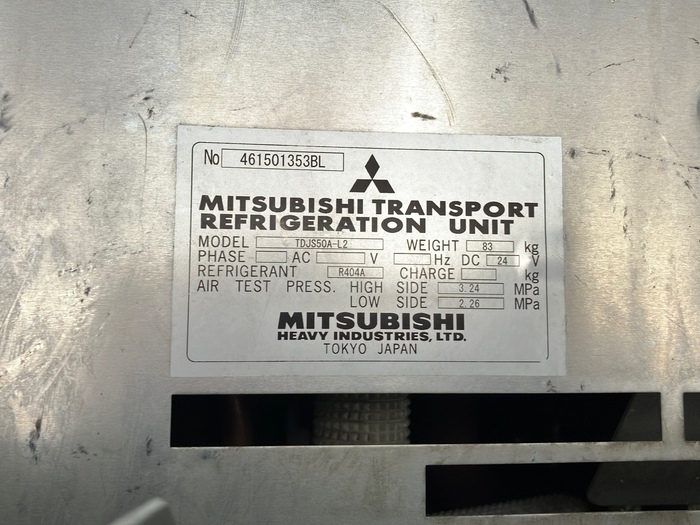 No 461501353BL
MITSUBISHI TRANSPORT
REFRIGERATION UNIT
MODEL TDJS50A-L2 WEIGHT 83 kg
PHASE AC V Hz DC 24 V
REFRIGERANT R404A CHARGE kg
AIR TEST PRESS. HIGH SIDE 3.24 MPa
LOW SIDE 2.26 MPa
MITSUBISHI
HEAVY INDUSTRIES, LTD.
TOKYO JAPAN